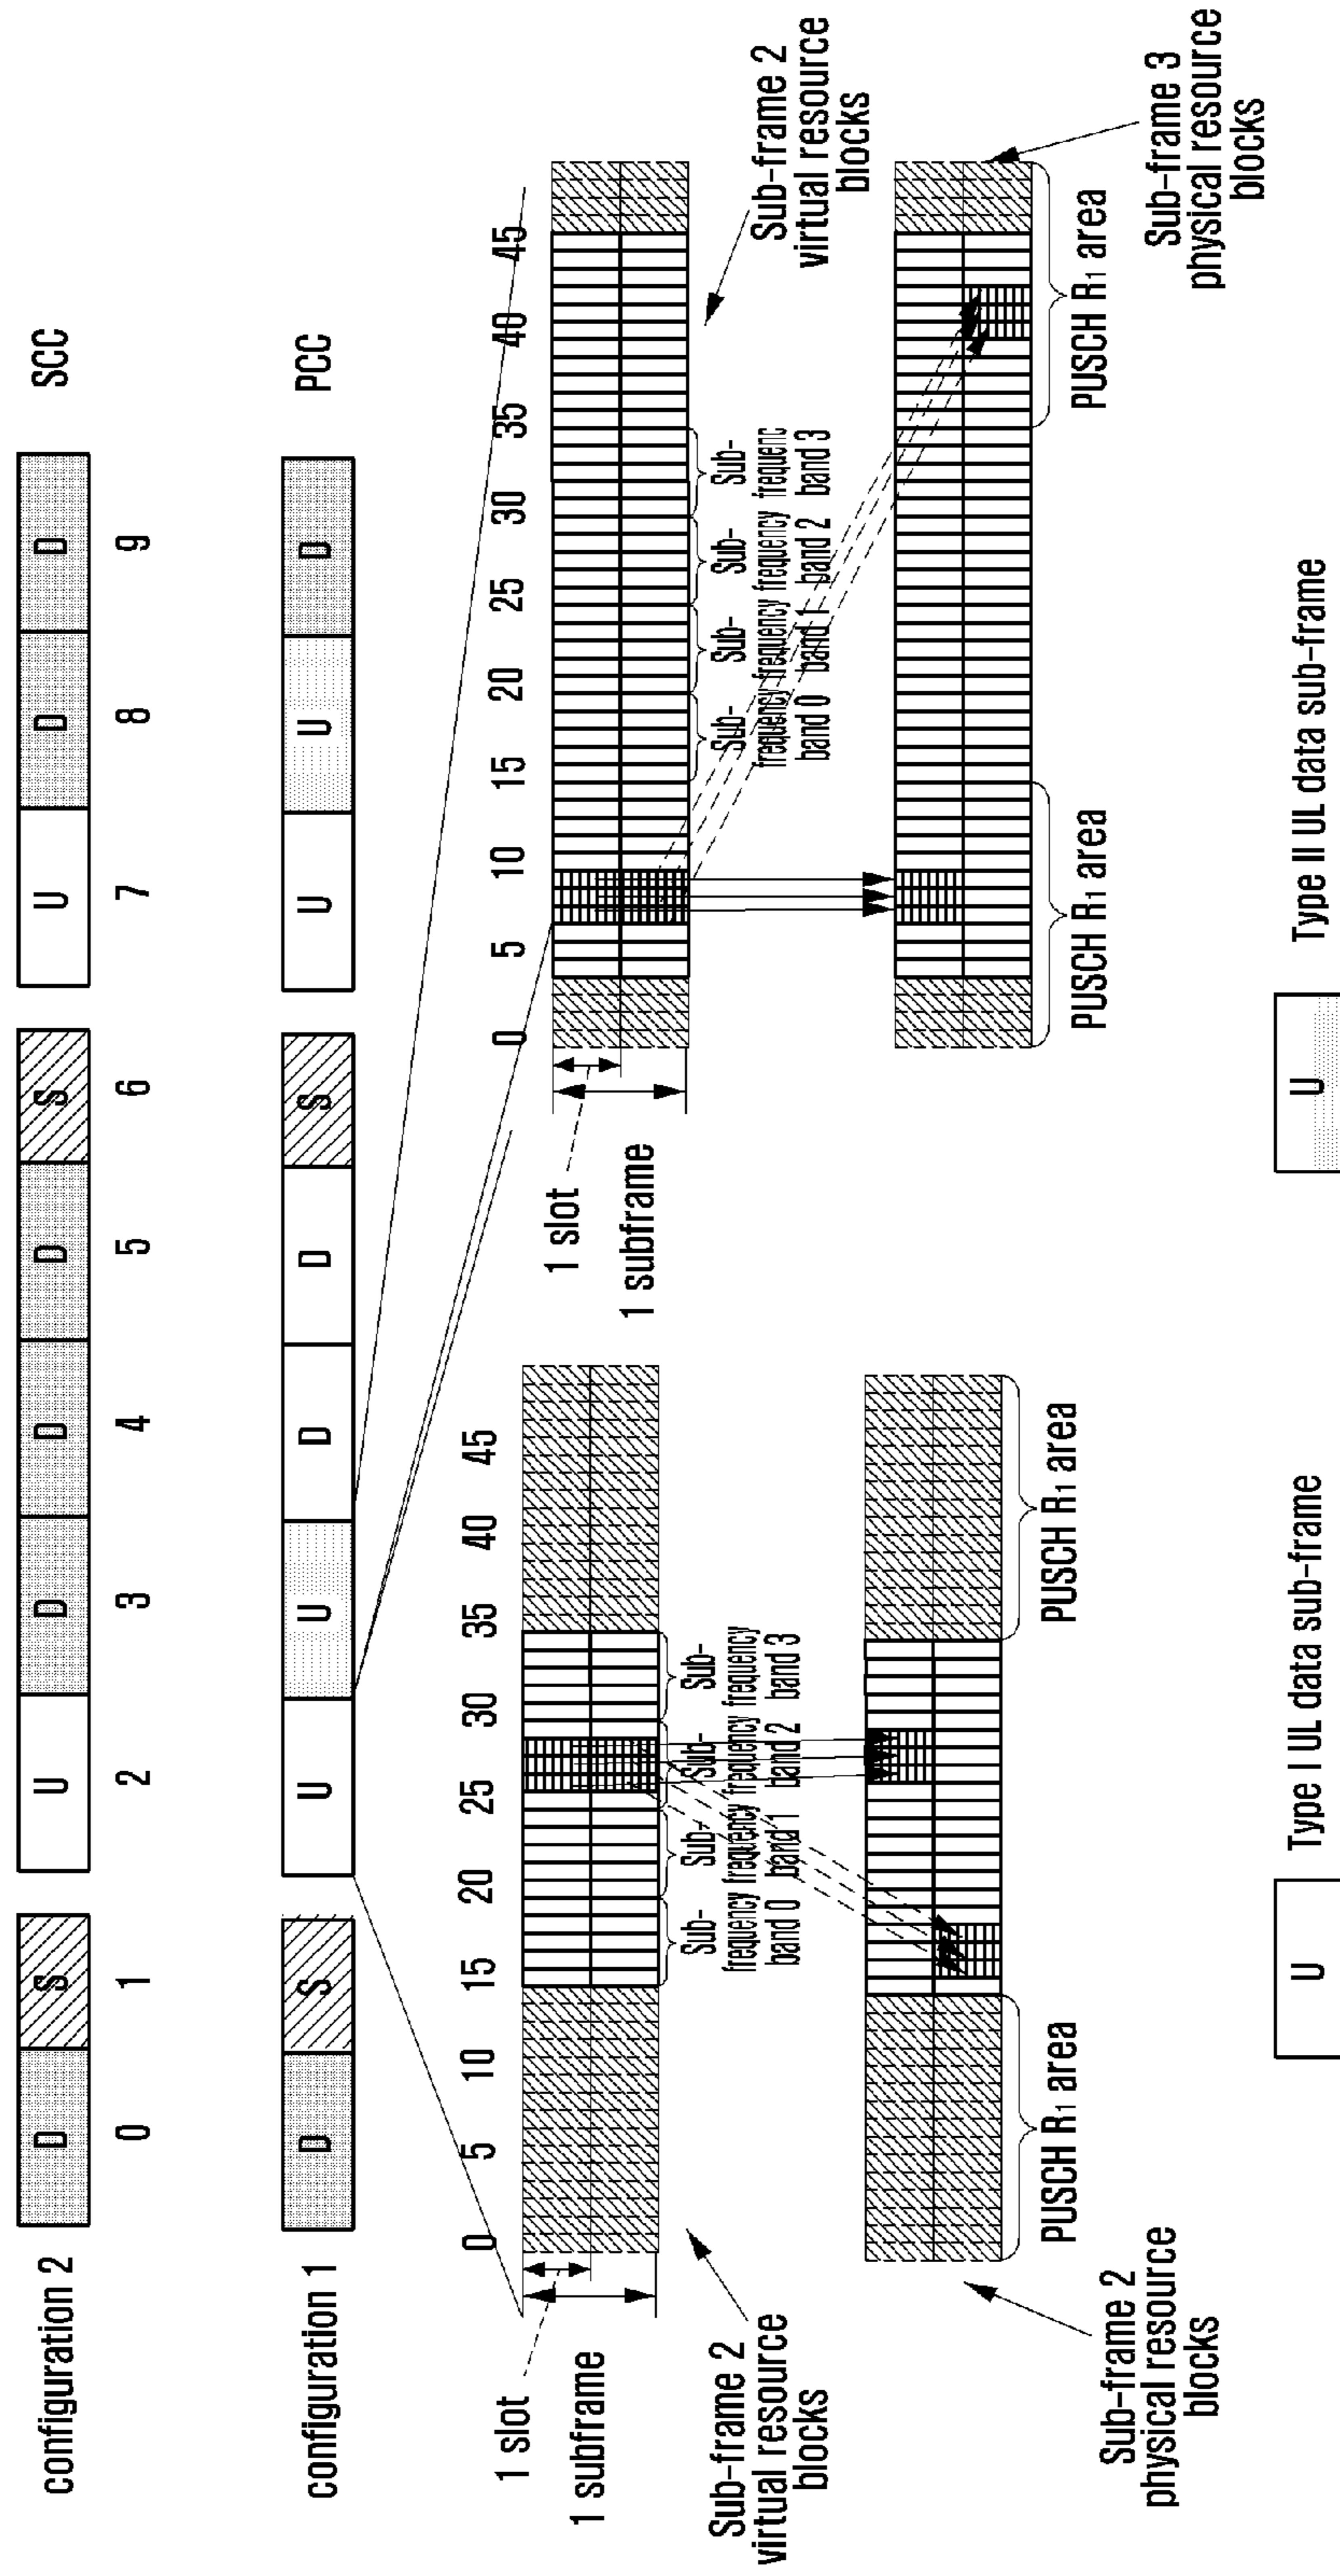 configuration 2
D
S
U
D
D
D
S
U
D
D
SCC
0
1
2
3
4
5
6
7
8
9
configuration 1
D
S
U
U
D
D
S
U
U
D
PCC
1 slot
1 subframe
0
5
10
15
20
25
30
35
40
45
Sub-
frequency
band 0
Sub-
frequency
band 1
Sub-
frequency
band 2
Sub-
frequency
band 3
Sub-frame 2
virtual resource
blocks
PUSCH R1 area
PUSCH R1 area
Sub-frame 2
physical resource
blocks
1 slot
1 subframe
0
5
10
15
20
25
30
35
40
45
Sub-
frequency
band 0
Sub-
frequency
band 1
Sub-
frequency
band 2
Sub-
frequenc
band 3
Sub-frame 2
virtual resource
blocks
PUSCH R1 area
PUSCH R1 area
Sub-frame 3
physical resource
blocks
U
Type I UL data sub-frame
U
Type II UL data sub-frame